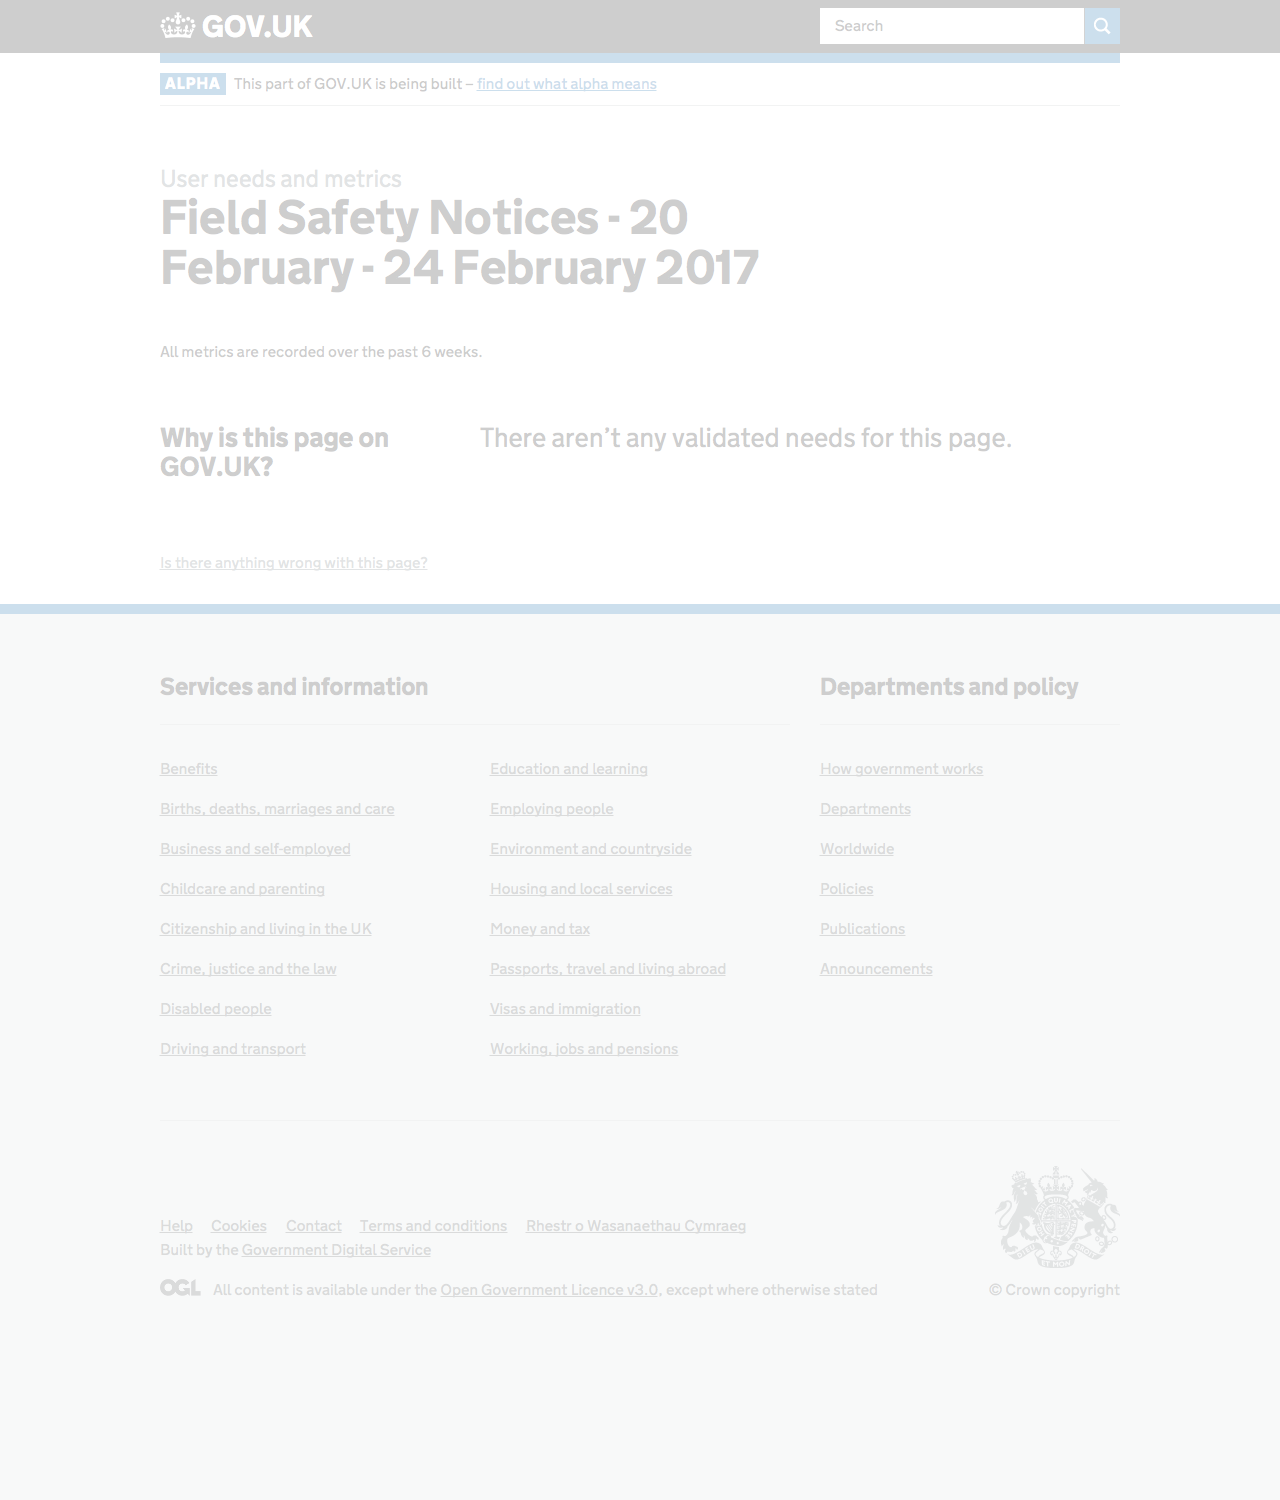 GOV.UK
Search
ALPHA This part of GOV.UK is being built – find out what alpha means
User needs and metrics
Field Safety Notices - 20
February - 24 February 2017
All metrics are recorded over the past 6 weeks.
Why is this page on
GOV.UK?
There aren’t any validated needs for this page.
Is there anything wrong with this page?
Services and information
Benefits
Births, deaths, marriages and care
Business and self-employed
Childcare and parenting
Citizenship and living in the UK
Crime, justice and the law
Disabled people
Driving and transport
Education and learning
Employing people
Environment and countryside
Housing and local services
Money and tax
Passports, travel and living abroad
Visas and immigration
Working, jobs and pensions
Departments and policy
How government works
Departments
Worldwide
Policies
Publications
Announcements
Help Cookies Contact Terms and conditions Rhestr o Wasanaethau Cymraeg
Built by the Government Digital Service
OGL All content is available under the Open Government Licence v3.0, except where otherwise stated
© Crown copyright